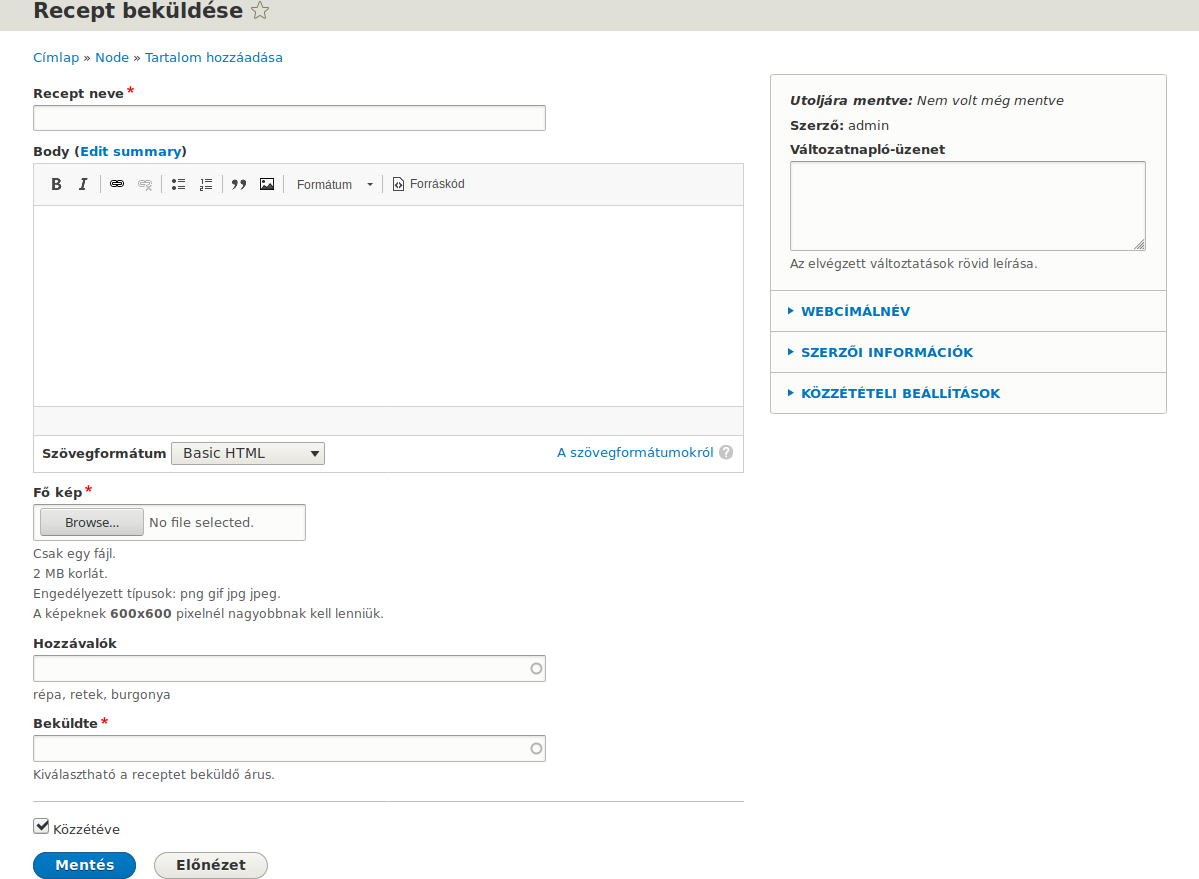 Recept beküldése
Címlap » Node » Tartalom hozzáadása
Recept neve *
Body (Edit summary)
B I Formátum Forráskód
Szövegformátum Basic HTML A szövegformátumokról ?
Fő kép *
Browse... No file selected.
Csak egy fájl.
2 MB korlát.
Engedélyezett típusok: png gif jpg jpeg.
A képeknek 600x600 pixelnél nagyobbnak kell lenniük.
Hozzávalók
répa, retek, burgonya
Beküldte *
Kiválasztható a receptet beküldő árus.
Közzétéve
Mentés Előnézet
Utoljára mentve: Nem volt még mentve
Szerző: admin
Változatnapló-üzenet
Az elvégzett változtatások rövid leírása.
WEBCÍMÁLNÉV
SZERZŐI INFORMÁCIÓK
KÖZZÉTÉTELI BEÁLLÍTÁSOK